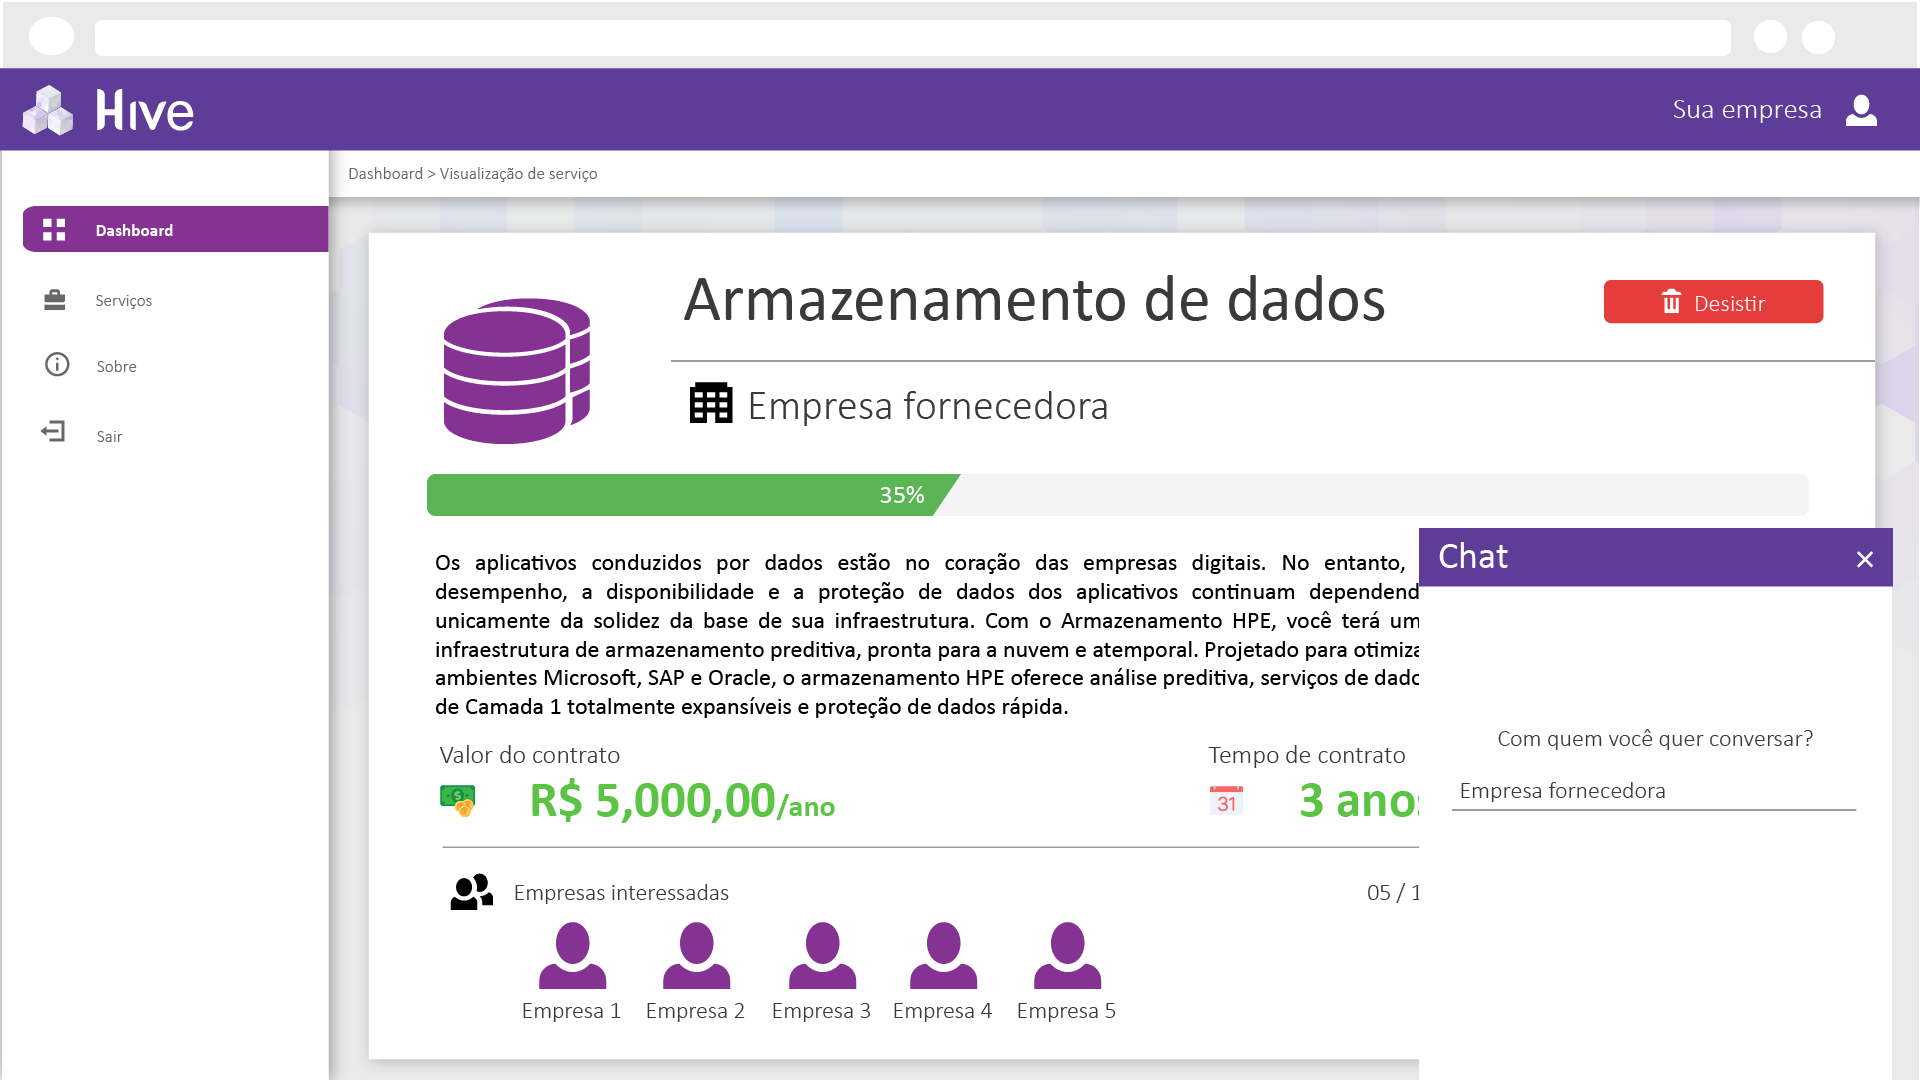 Hive
Sua empresa
Dashboard > Visualização de serviço
Dashboard
Serviços
Sobre
Sair
Armazenamento de dados
Desistir
Empresa fornecedora
35%
Os aplicativos conduzidos por dados estão no coração das empresas digitais. No entanto,
desempenho, a disponibilidade e a proteção de dados dos aplicativos continuam dependend
unicamente da solidez da base de sua infraestrutura. Com o Armazenamento HPE, você terá um
infraestrutura de armazenamento preditiva, pronta para a nuvem e atemporal. Projetado para otimiza
ambientes Microsoft, SAP e Oracle, o armazenamento HPE oferece análise preditiva, serviços de dado
de Camada 1 totalmente expansíveis e proteção de dados rápida.
Valor do contrato
R$ 5,000,00/ano
Tempo de contrato
31
3 anos
Empresas interessadas
05 / 1
Empresa 1
Empresa 2
Empresa 3
Empresa 4
Empresa 5
Chat
Com quem você quer conversar?
Empresa fornecedora